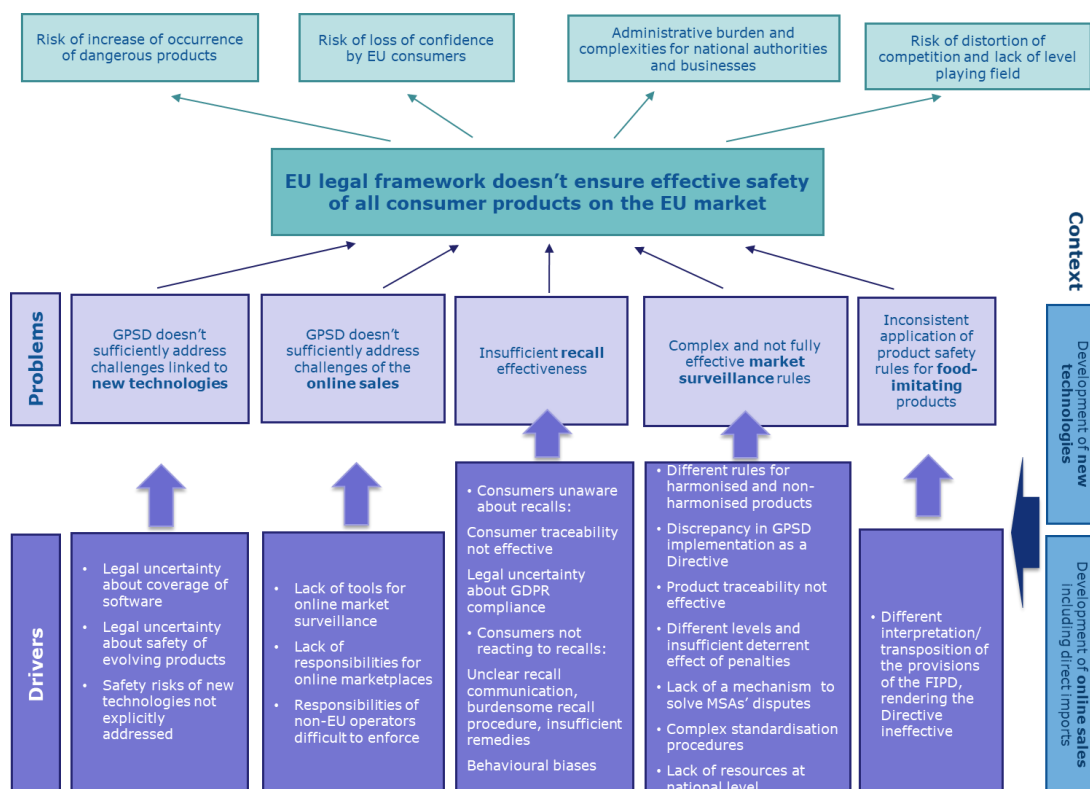 Risk of increase of occurrence
of dangerous products
Risk of loss of confidence
by EU consumers
Administrative burden and
complexities for national authorities
and businesses
Risk of distortion of
competition and lack of level
playing field
EU legal framework doesn’t ensure effective safety
of all consumer products on the EU market
Context
Problems
GPSD doesn’t
sufficiently address
challenges linked to
new technologies
GPSD doesn’t
sufficiently address
challenges of the
online sales
Insufficient recall
effectiveness
Complex and not fully
effective market
surveillance rules
Inconsistent
application of
product safety
rules for food-
imitating
products
Development of new
technologies
Drivers
• Legal uncertainty
about coverage of
software
• Legal uncertainty
about safety of
evolving products
• Safety risks of new
technologies not
explicitly
addressed
• Lack of tools for
online market
surveillance
• Lack of
responsibilities for
online marketplaces
• Responsibilities of
non-EU operators
difficult to enforce
• Consumers unaware
about recalls:
Consumer traceability
not effective
Legal uncertainty
about GDPR
compliance
• Consumers not
reacting to recalls:
Unclear recall
communication,
burdensome recall
procedure, insufficient
remedies
Behavioural biases
• Different rules for
harmonised and non-
harmonised products
• Discrepancy in GPSD
implementation as a
Directive
• Product traceability not
effective
• Different levels and
insufficient deterrent
effect of penalties
• Lack of a mechanism to
solve MSAs’ disputes
• Complex standardisation
procedures
• Lack of resources at
national level
• Different
interpretation/
transposition of
the provisions
of the FIPD,
rendering the
Directive
ineffective
Development of online sales
including direct imports